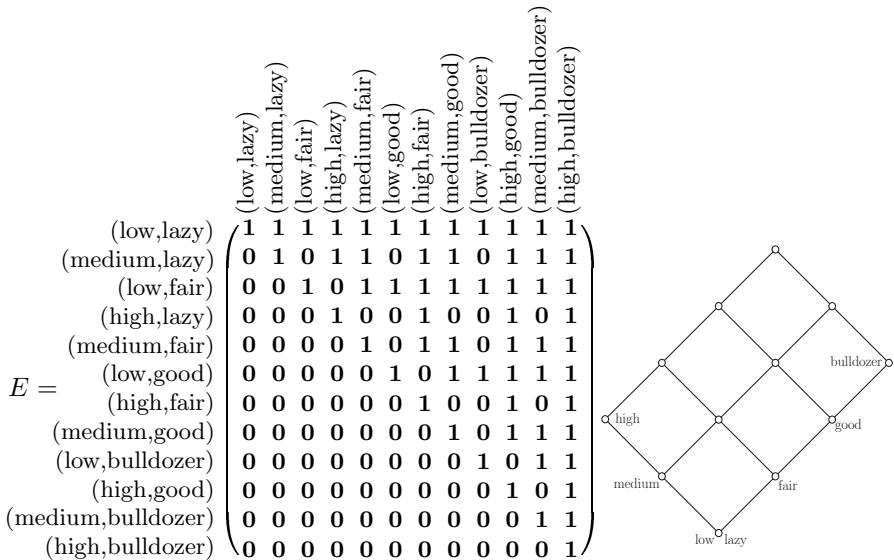 (low,lazy)
(medium,lazy)
(low,fair)
(high,lazy)
(medium,fair)
(low,good)
(high,fair)
(medium,good)
(low,bulldozer)
(high,good)
(medium,bulldozer)
(high,bulldozer)
(low,lazy) 1 1 1 1 1 1 1 1 1 1 1 1
(medium,lazy) 0 1 0 1 1 0 1 1 0 1 1 1
(low,fair) 0 0 1 0 1 1 1 1 1 1 1 1
(high,lazy) 0 0 0 1 0 0 1 0 0 1 0 1
(medium,fair) 0 0 0 0 1 0 1 1 0 1 1 1
E = (low,good) 0 0 0 0 0 1 0 1 1 1 1 1
(high,fair) 0 0 0 0 0 0 1 0 0 1 0 1
(medium,good) 0 0 0 0 0 0 0 1 0 1 1 1
(low,bulldozer) 0 0 0 0 0 0 0 0 1 0 1 1
(high,good) 0 0 0 0 0 0 0 0 0 1 0 1
(medium,bulldozer) 0 0 0 0 0 0 0 0 0 0 1 1
(high,bulldozer) 0 0 0 0 0 0 0 0 0 0 0 1
bulldozer
high
good
medium
fair
low lazy